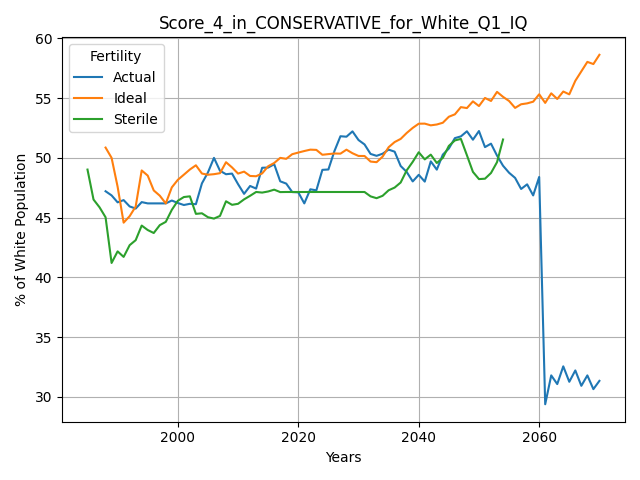 Score_4_in_CONSERVATIVE_for_White_Q1_IQ
Fertility
Actual
Ideal
Sterile
% of White Population
60
55
50
45
40
35
30
2000
2020
2040
2060
Years